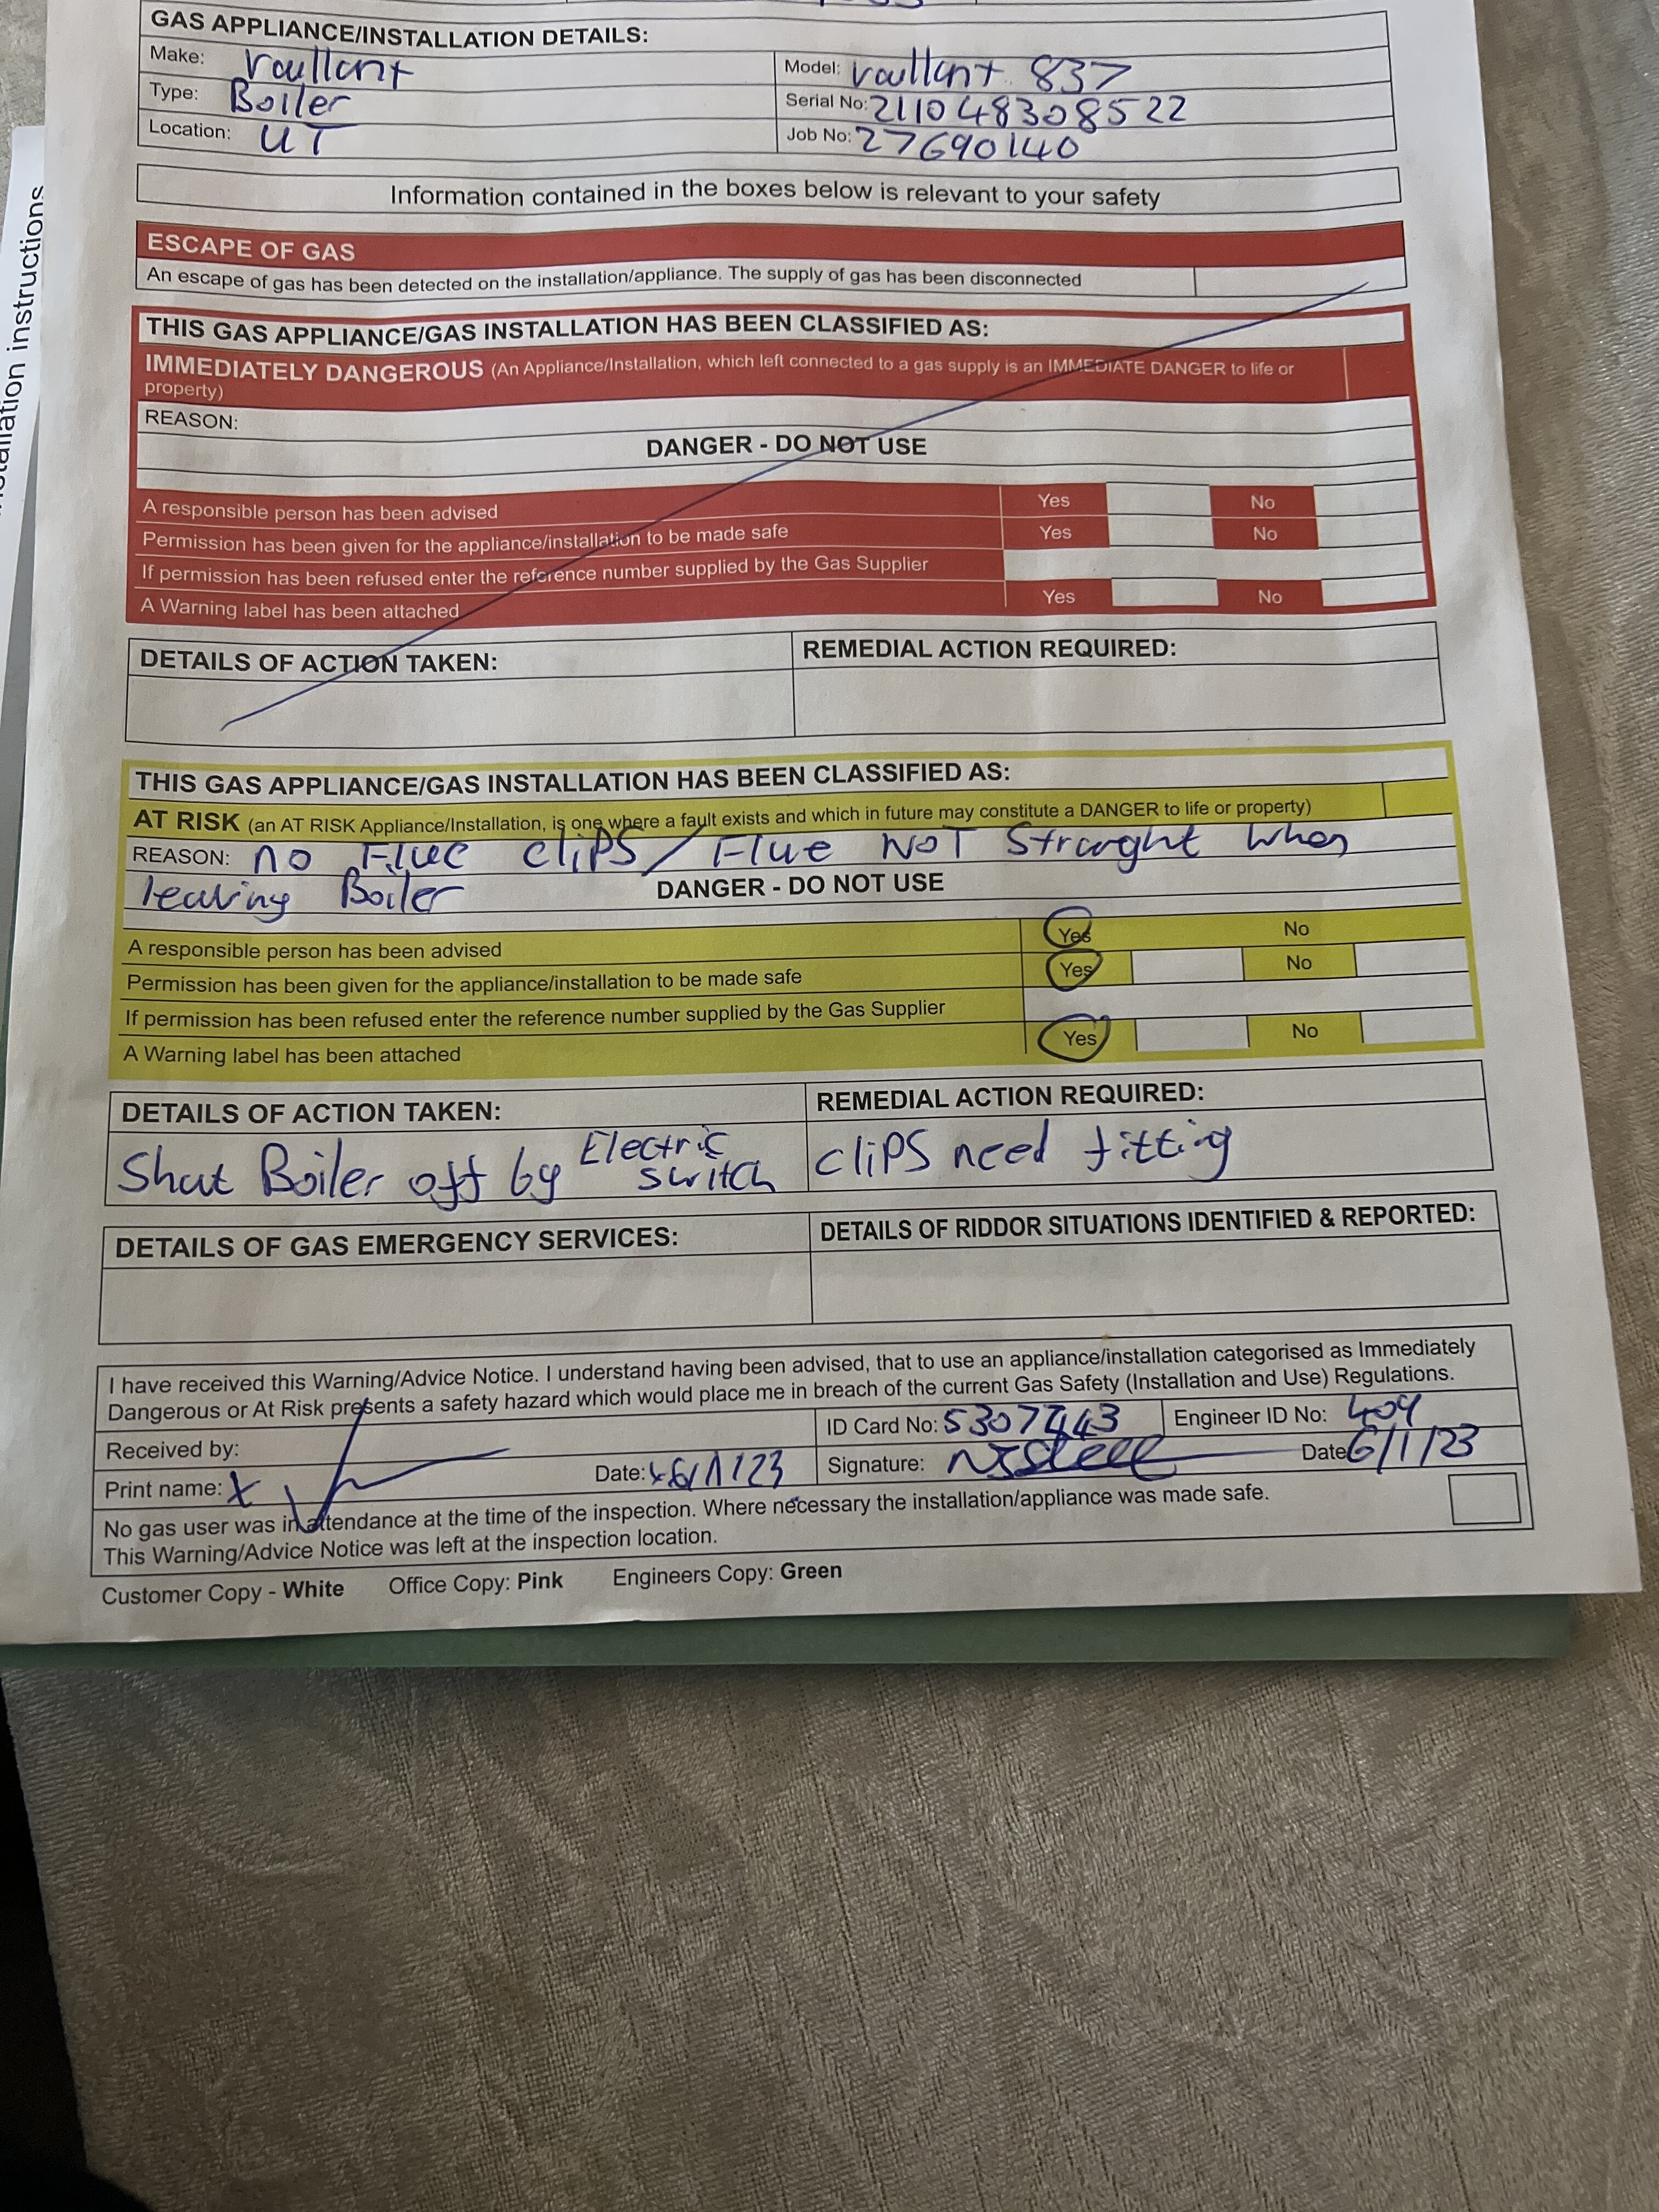 GAS APPLIANCE/INSTALLATION DETAILS:
Make: Vaillant Model: Vaillant 837
Type: Boiler Serial No: 2110483308522
Location: UT Job No: 27690140
Information contained in the boxes below is relevant to your safety
ESCAPE OF GAS
An escape of gas has been detected on the installation/appliance. The supply of gas has been disconnected
THIS GAS APPLIANCE/GAS INSTALLATION HAS BEEN CLASSIFIED AS:
IMMEDIATELY DANGEROUS (An Appliance/Installation, which left connected to a gas supply is an IMMEDIATE DANGER to life or
property)
REASON:
DANGER - DO NOT USE
A responsible person has been advised Yes No
Permission has been given for the appliance/installation to be made safe Yes No
If permission has been refused enter the reference number supplied by the Gas Supplier
A Warning label has been attached Yes No
DETAILS OF ACTION TAKEN: REMEDIAL ACTION REQUIRED:
THIS GAS APPLIANCE/GAS INSTALLATION HAS BEEN CLASSIFIED AS:
AT RISK (an AT RISK Appliance/Installation, is one where a fault exists and which in future may constitute a DANGER to life or property)
REASON: no Flue cliPS / Flue NOT Straight when
leaving Boiler DANGER - DO NOT USE
A responsible person has been advised Yes No
Permission has been given for the appliance/installation to be made safe Yes No
If permission has been refused enter the reference number supplied by the Gas Supplier
A Warning label has been attached Yes No
DETAILS OF ACTION TAKEN: REMEDIAL ACTION REQUIRED:
Shut Boiler off by Electric switch cliPS need fitting
DETAILS OF GAS EMERGENCY SERVICES: DETAILS OF RIDDOR SITUATIONS IDENTIFIED & REPORTED:
I have received this Warning/Advice Notice. I understand having been advised, that to use an appliance/installation categorised as Immediately
Dangerous or At Risk presents a safety hazard which would place me in breach of the current Gas Safety (Installation and Use) Regulations.
Received by: ID Card No: Engineer ID No: 409
Print name: x Date: 6/1/23 Signature: Date 6/1/23
No gas user was in attendance at the time of the inspection. Where necessary the installation/appliance was made safe.
This Warning/Advice Notice was left at the inspection location.
Customer Copy - White Office Copy: Pink Engineers Copy: Green
installation instructions